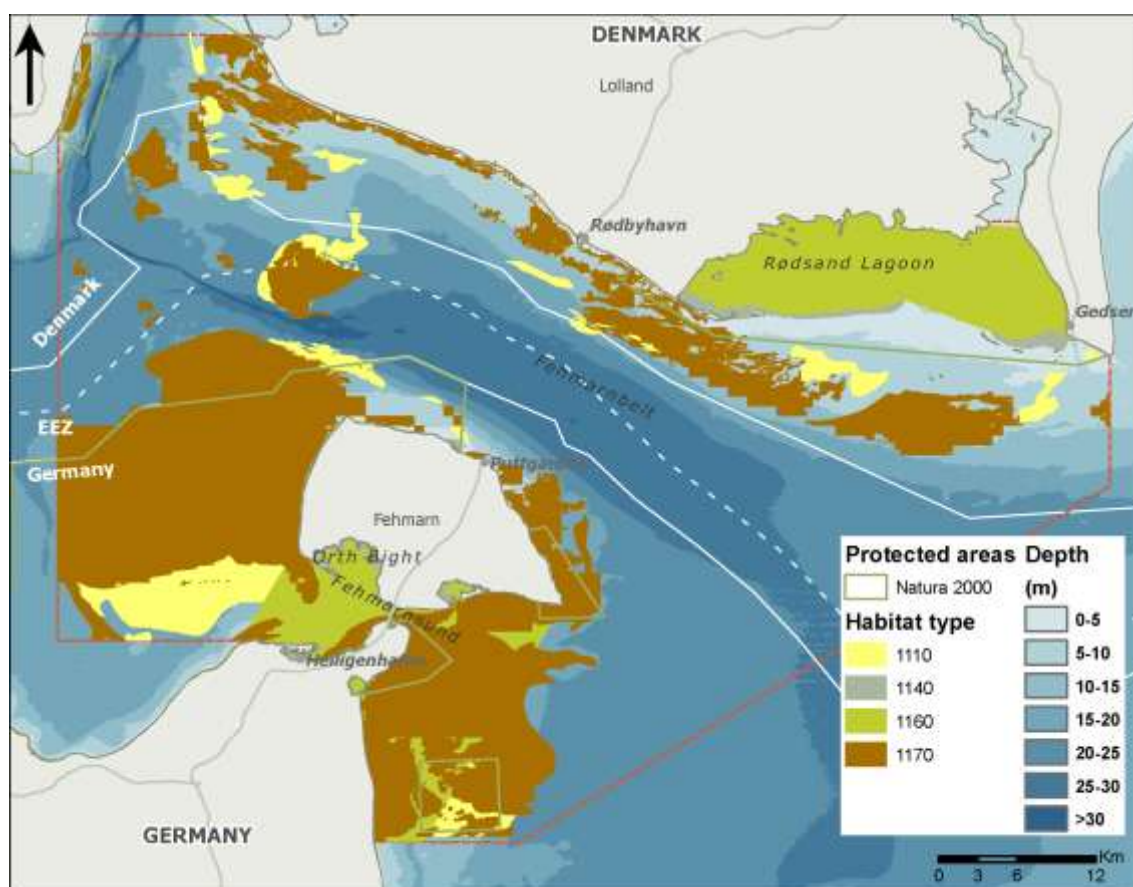 DENMARK
Lolland
Rødbyhavn
Rødsand Lagoon
Gedser
Denmark
Fehmarnbelt
EEZ
Germany
Puttgarden
Fehmarn
Orth Bight
Fehmarnsund
Heiligenhafen
GERMANY
Protected areas
Natura 2000
Habitat type
1110
1140
1160
1170
Depth
(m)
0-5
5-10
10-15
15-20
20-25
25-30
>30
Km
0 3 6 12